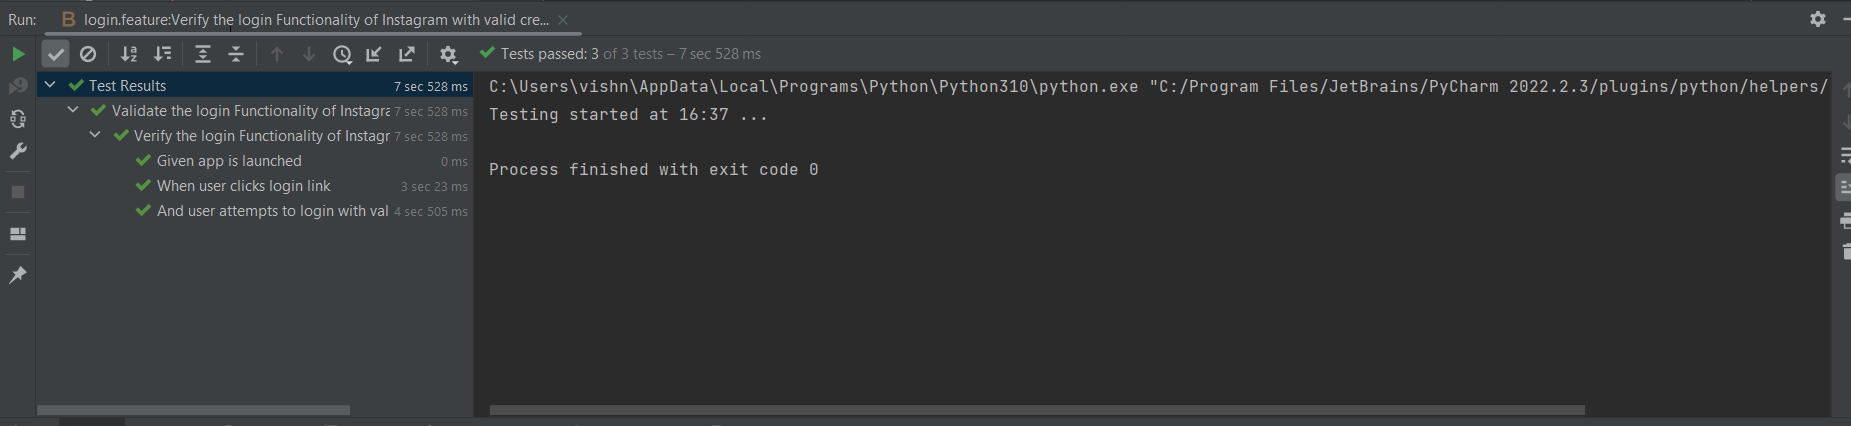 Run: B login.feature:Verify the login Functionality of Instagram with valid cre...
Tests passed: 3 of 3 tests – 7 sec 528 ms
Test Results 7 sec 528 ms
Validate the login Functionality of Instagra 7 sec 528 ms
Verify the login Functionality of Instagr 7 sec 528 ms
Given app is launched 0 ms
When user clicks login link 3 sec 23 ms
And user attempts to login with val 4 sec 505 ms
C:\Users\vishn\AppData\Local\Programs\Python\Python310\python.exe "C:/Program Files/JetBrains/PyCharm 2022.2.3/plugins/python/helpers/
Testing started at 16:37 ...
Process finished with exit code 0